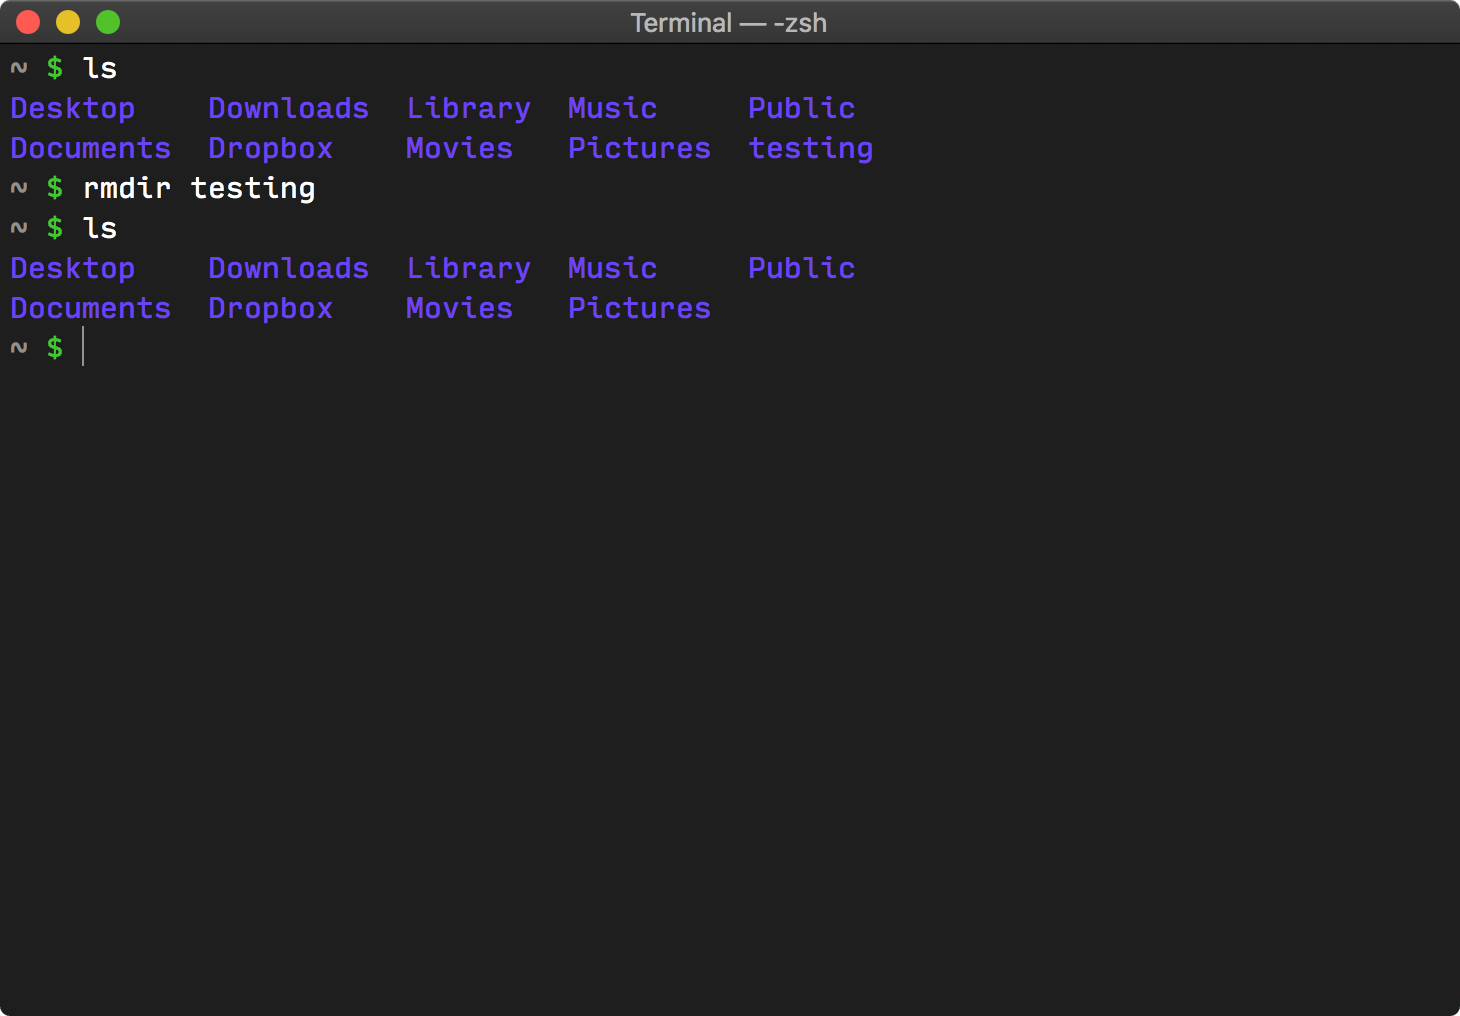 Terminal — -zsh
~ $ ls
Desktop    Downloads  Library  Music     Public
Documents  Dropbox    Movies   Pictures  testing
~ $ rmdir testing
~ $ ls
Desktop    Downloads  Library  Music     Public
Documents  Dropbox    Movies   Pictures
~ $